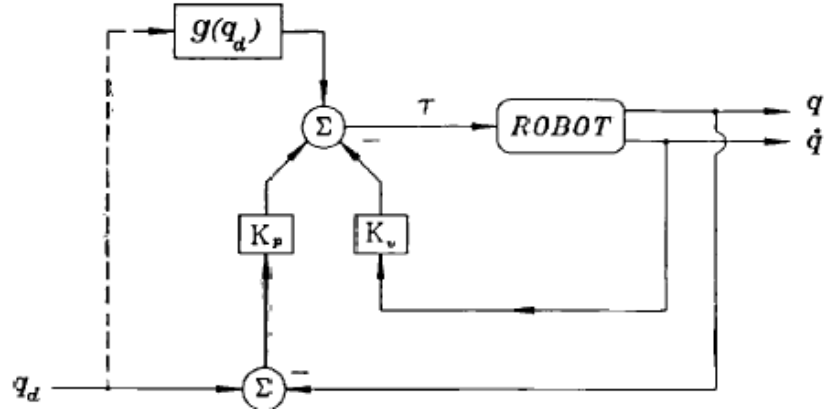 g(q_d)
Σ
−
τ
ROBOT
q
q̇
K_p
K_v
q_d
Σ
−